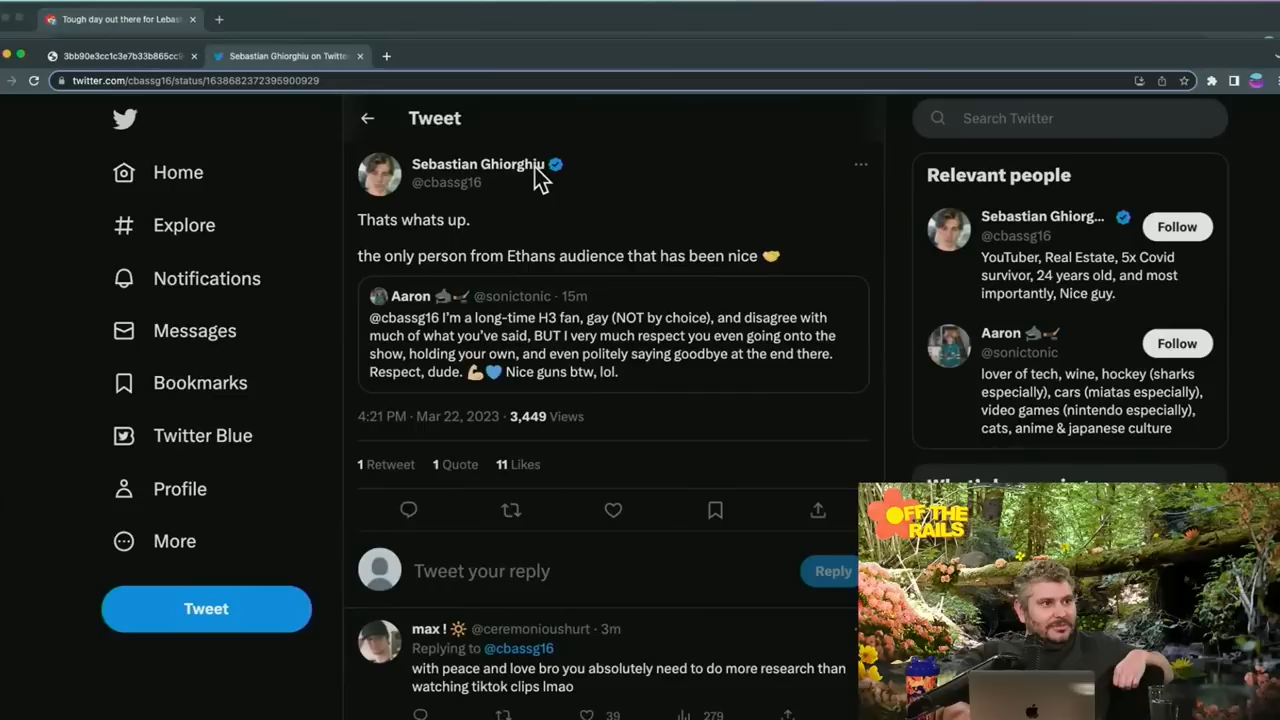 Tough day out there for Lebas
3bb90e3cc1c3e7b33b865cc
Sebastian Ghiorghiu on Twitte
twitter.com/cbassg16/status/1638682372395900929
Tweet
Search Twitter
Home
Explore
Notifications
Messages
Bookmarks
Twitter Blue
Profile
More
Tweet
Sebastian Ghiorghiu
@cbassg16
Thats whats up.
the only person from Ethans audience that has been nice
Aaron @sonictonic · 15m
@cbassg16 I'm a long-time H3 fan, gay (NOT by choice), and disagree with
much of what you've said, BUT I very much respect you even going onto the
show, holding your own, and even politely saying goodbye at the end there.
Respect, dude. 💪💙 Nice guns btw, lol.
4:21 PM · Mar 22, 2023 · 3,449 Views
1 Retweet 1 Quote 11 Likes
Tweet your reply
Reply
max ! @ceremonioushurt · 3m
Replying to @cbassg16
with peace and love bro you absolutely need to do more research than
watching tiktok clips lmao
39 279
Relevant people
Sebastian Ghiorg...
@cbassg16
Follow
YouTuber, Real Estate, 5x Covid
survivor, 24 years old, and most
importantly, Nice guy.
Aaron
@sonictonic
Follow
lover of tech, wine, hockey (sharks
especially), cars (miatas especially),
video games (nintendo especially),
cats, anime & japanese culture
OFF THE
RAILS